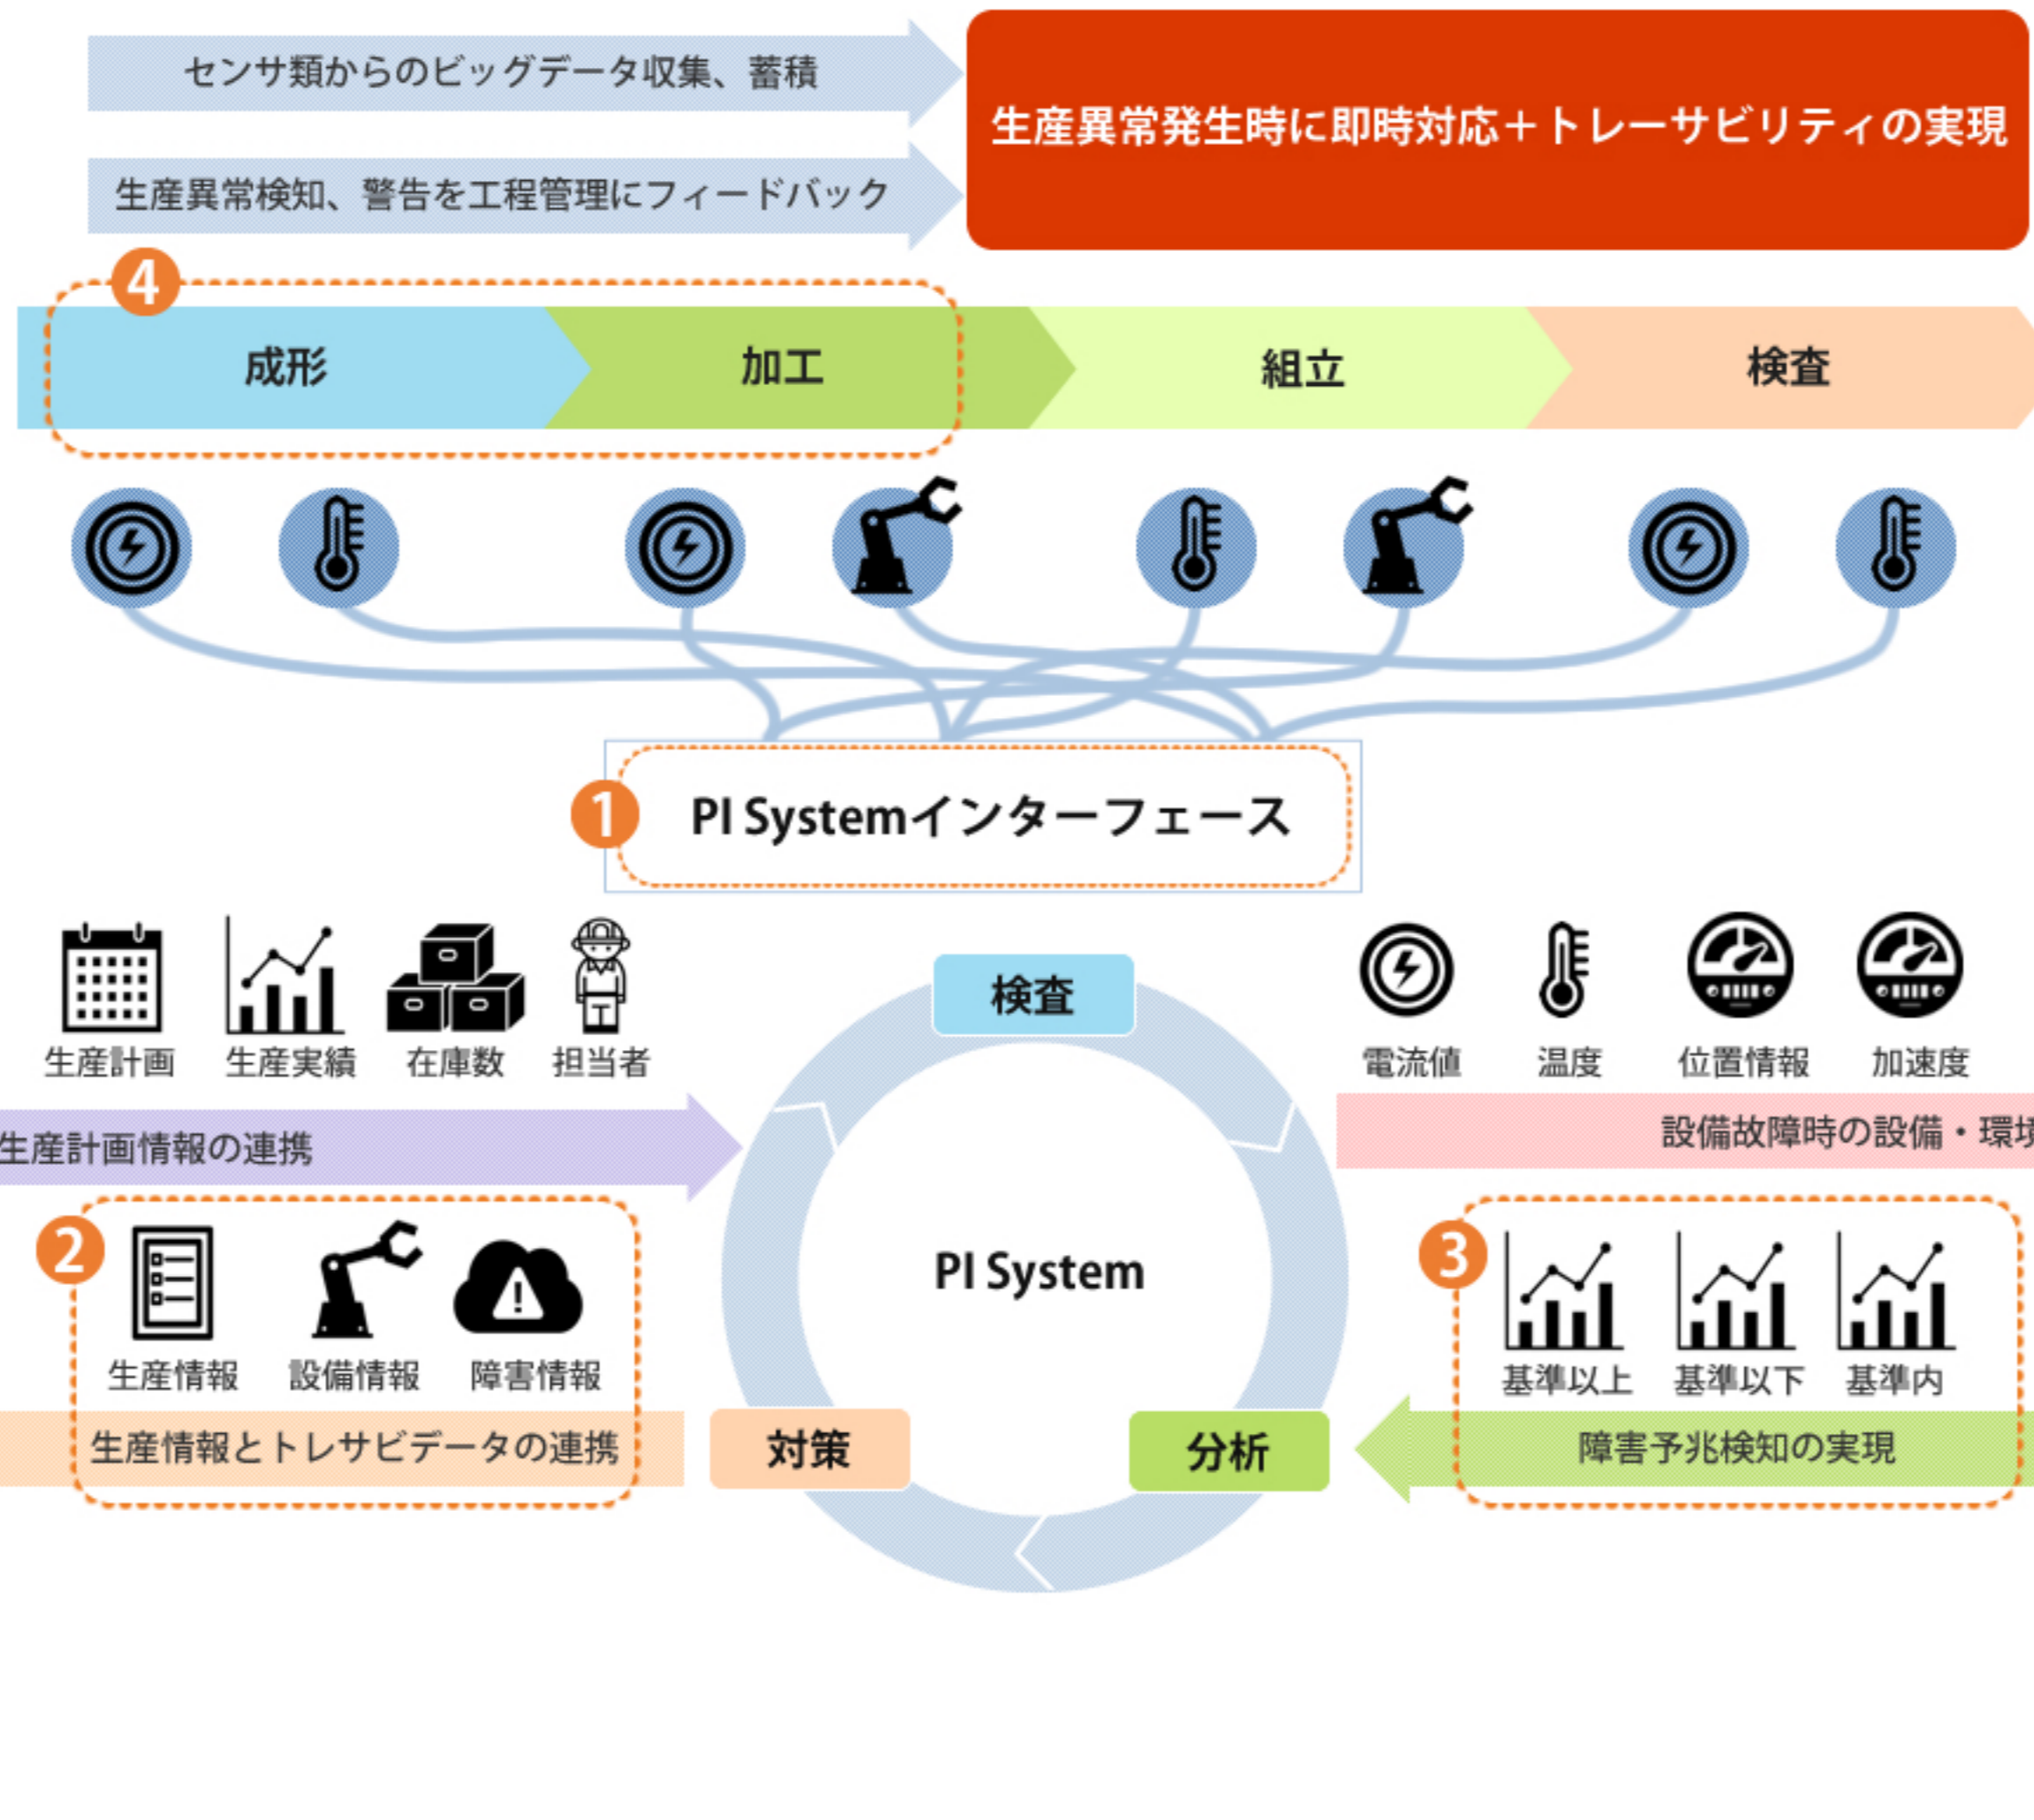 センサ類からのビッグデータ収集、蓄積
生産異常検知、警告を工程管理にフィードバック
生産異常発生時に即時対応＋トレーサビリティの実現
4
成形
加工
組立
検査
1
PI Systemインターフェース
生産計画
生産実績
在庫数
担当者
生産計画情報の連携
検査
電流値
温度
位置情報
加速度
設備故障時の設備・環境
2
生産情報
設備情報
障害情報
生産情報とトレサビデータの連携
PI System
対策
分析
3
基準以上
基準以下
基準内
障害予兆検知の実現